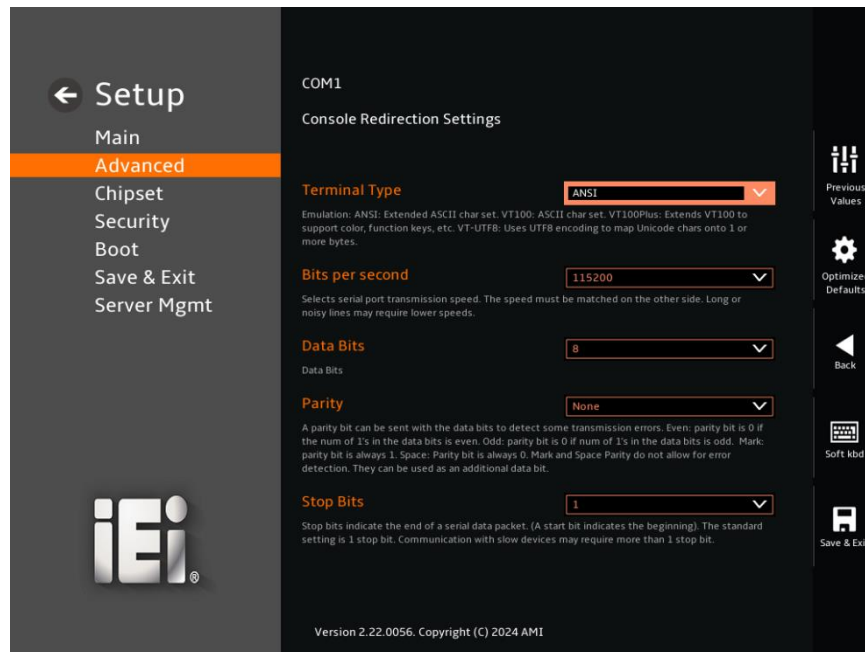 Setup
Main
Advanced
Chipset
Security
Boot
Save & Exit
Server Mgmt
iEi®
COM1
Console Redirection Settings
Terminal Type
ANSI
Emulation: ANSI: Extended ASCII char set. VT100: ASCII char set. VT100Plus: Extends VT100 to
support color, function keys, etc. VT-UTF8: Uses UTF8 encoding to map Unicode chars onto 1 or
more bytes.
Bits per second
115200
Selects serial port transmission speed. The speed must be matched on the other side. Long or
noisy lines may require lower speeds.
Data Bits
8
Data Bits
Parity
None
A parity bit can be sent with the data bits to detect some transmission errors. Even: parity bit is 0 if
the num of 1's in the data bits is even. Odd: parity bit is 0 if num of 1's in the data bits is odd. Mark:
parity bit is always 1. Space: Parity bit is always 0. Mark and Space Parity do not allow for error
detection. They can be used as an additional data bit.
Stop Bits
1
Stop bits indicate the end of a serial data packet. (A start bit indicates the beginning). The standard
setting is 1 stop bit. Communication with slow devices may require more than 1 stop bit.
Version 2.22.0056. Copyright (C) 2024 AMI
Previous
Values
Optimize
Defaults
Back
Soft kbd
Save & Exi